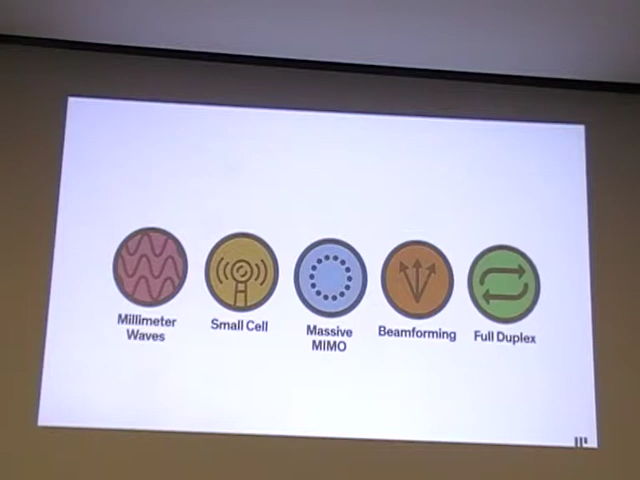 Millimeter
Waves
Small Cell
Massive
MIMO
Beamforming
Full Duplex